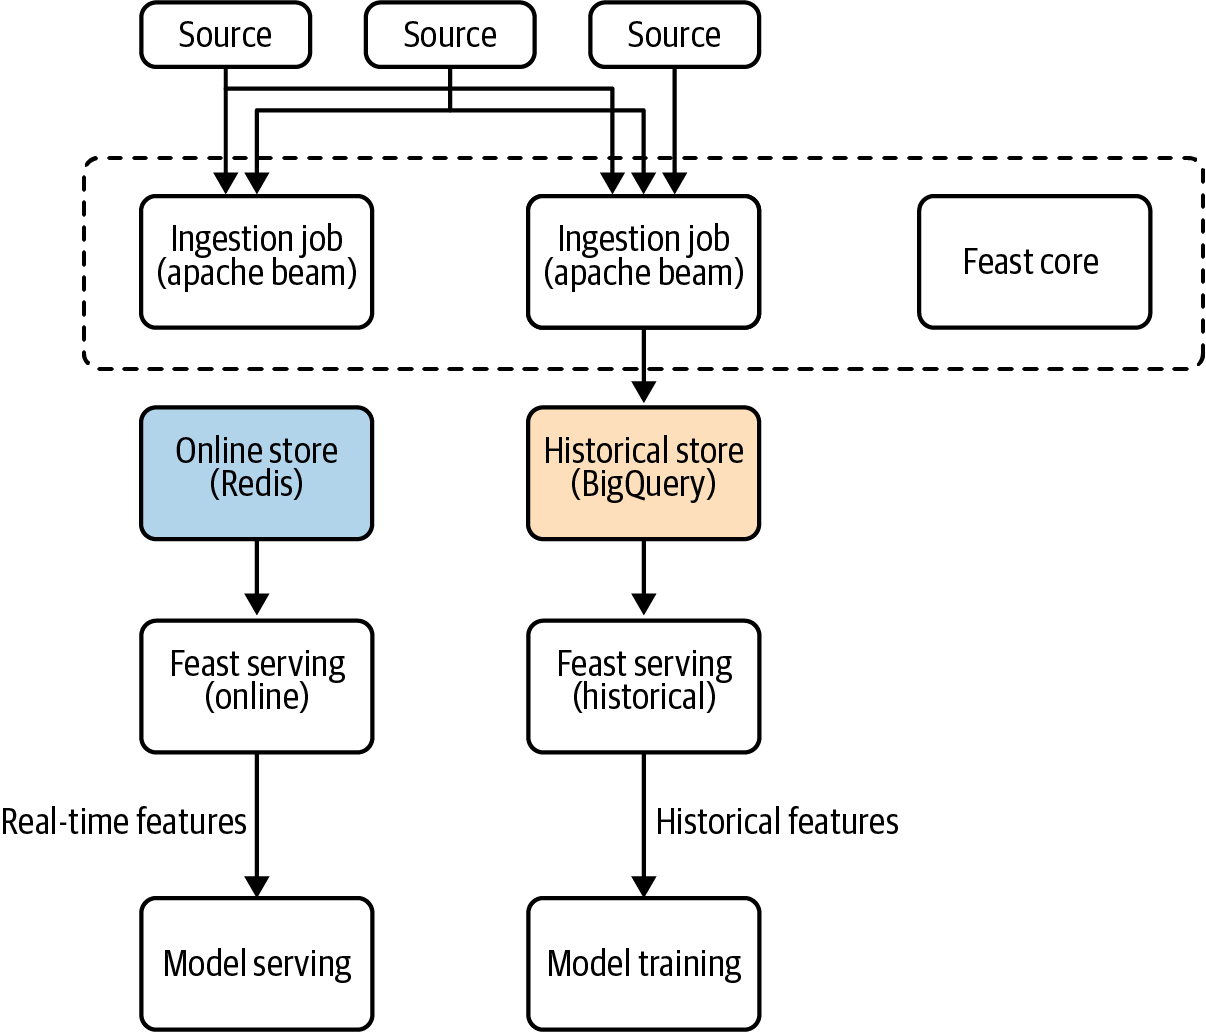 Source
Source
Source
Ingestion job
(apache beam)
Ingestion job
(apache beam)
Feast core
Online store
(Redis)
Historical store
(BigQuery)
Feast serving
(online)
Feast serving
(historical)
Real-time features
Historical features
Model serving
Model training